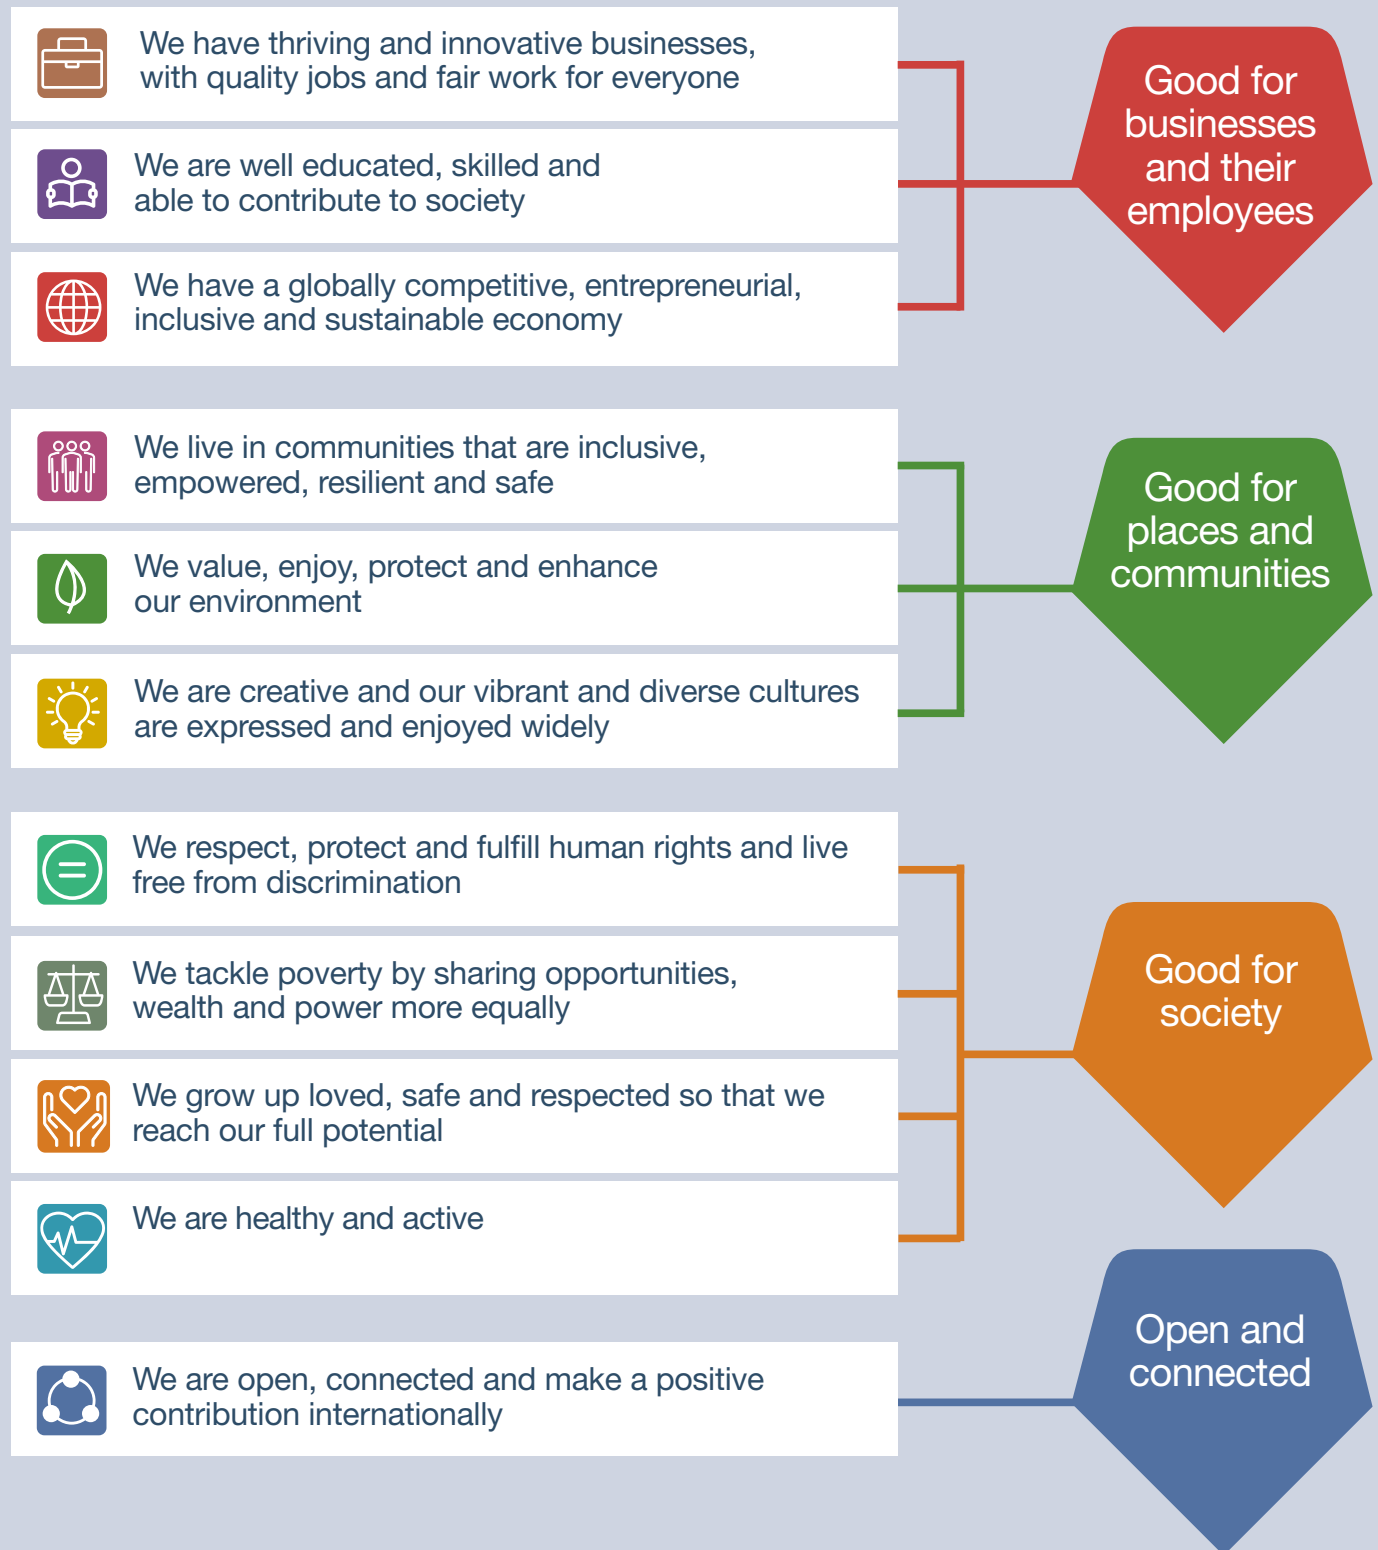 We have thriving and innovative businesses,
with quality jobs and fair work for everyone
We are well educated, skilled and
able to contribute to society
We have a globally competitive, entrepreneurial,
inclusive and sustainable economy
Good for
businesses
and their
employees
We live in communities that are inclusive,
empowered, resilient and safe
We value, enjoy, protect and enhance
our environment
We are creative and our vibrant and diverse cultures
are expressed and enjoyed widely
Good for
places and
communities
We respect, protect and fulfill human rights and live
free from discrimination
We tackle poverty by sharing opportunities,
wealth and power more equally
We grow up loved, safe and respected so that we
reach our full potential
We are healthy and active
Good for
society
We are open, connected and make a positive
contribution internationally
Open and
connected